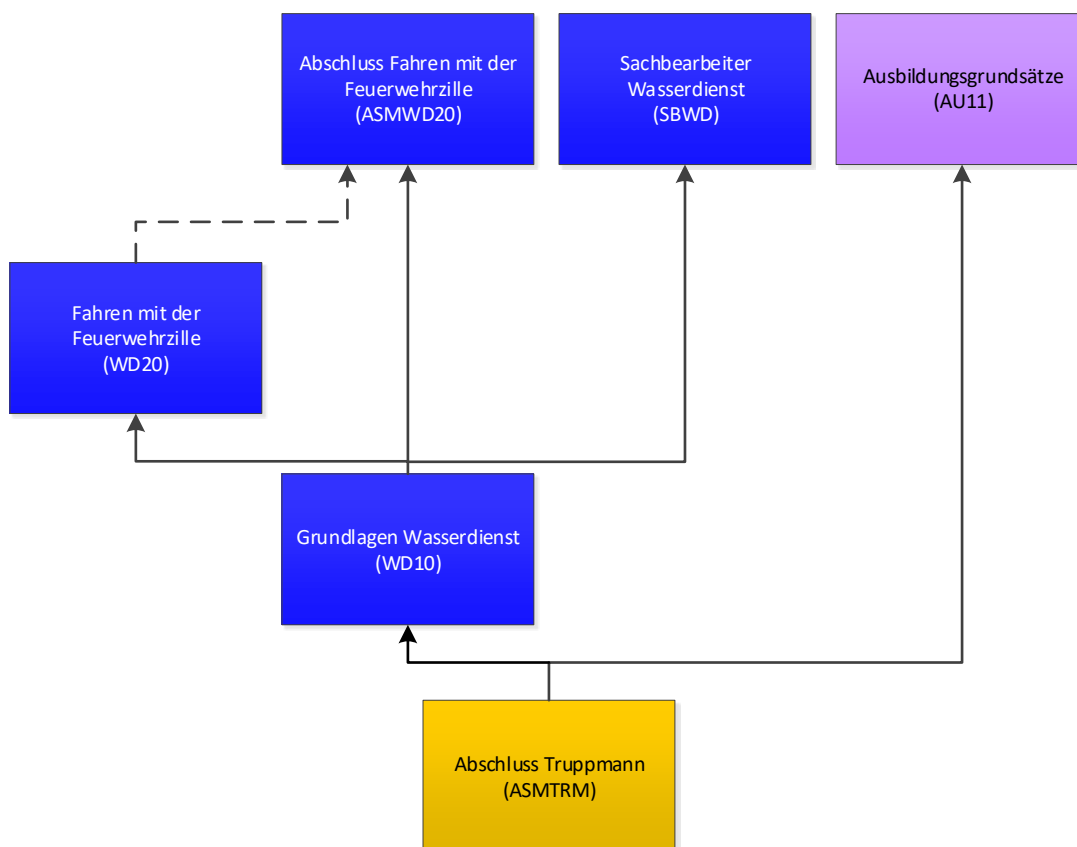 Abschluss Fahren mit der
Feuerwehrzille
(ASMWD20)
Sachbearbeiter
Wasserdienst
(SBWD)
Ausbildungsgrundsätze
(AU11)
Fahren mit der
Feuerwehrzille
(WD20)
Grundlagen Wasserdienst
(WD10)
Abschluss Truppmann
(ASMTRM)